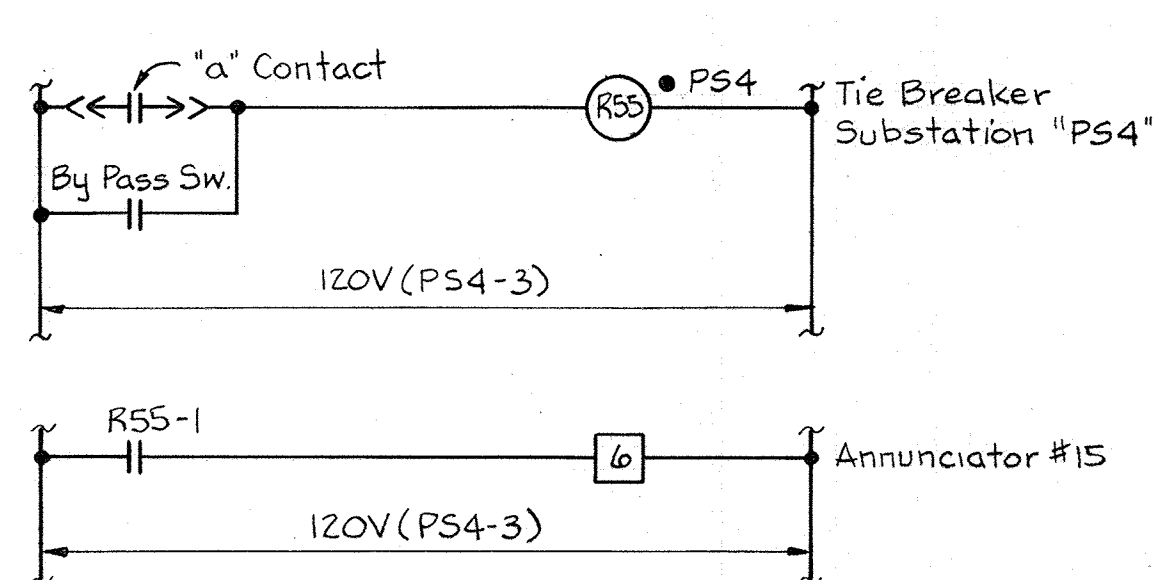 "a" Contact
R55
PS4
Tie Breaker
Substation "PS4"
By Pass Sw.
120V (PS4-3)
R55-1
6
Annunciator #15
120V (PS4-3)